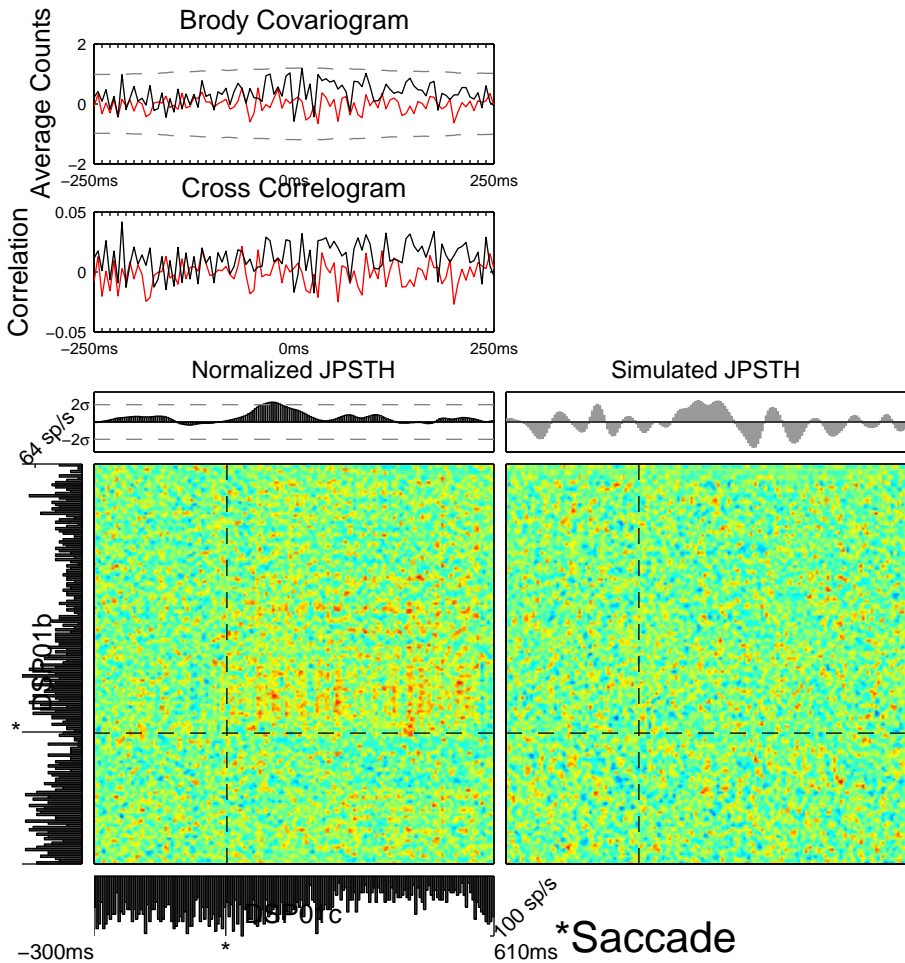 Brody Covariogram
Average Counts
2
0
−2
−250ms
0ms
250ms
Cross Correlogram
Correlation
0.05
0
−0.05
−250ms
0ms
250ms
Normalized JPSTH
Simulated JPSTH
2σ
−2σ
64 sp/s
DSP01b
*
DSP01c
*
100 sp/s
−300ms
610ms
*Saccade